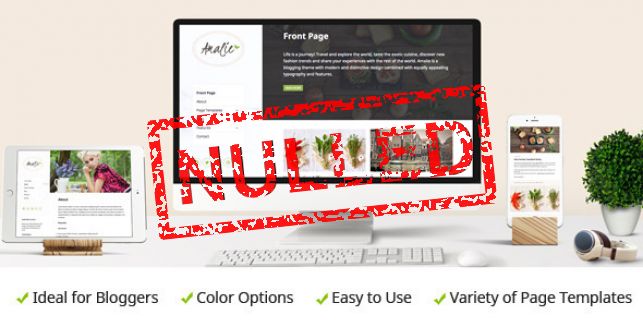 Amalie
Front Page
Life is a journey! Travel and explore the world, taste the exotic cuisine, discover new
fashion trends and share your experiences with the rest of the world. Amalie is a
blogging theme with modern and distinctive design combined with equally appealing
typography and features.
Front Page
About
Page Templates
Features
Contact
NULLED
Amalie
About
Ideal for Bloggers
Color Options
Easy to Use
Variety of Page Templates